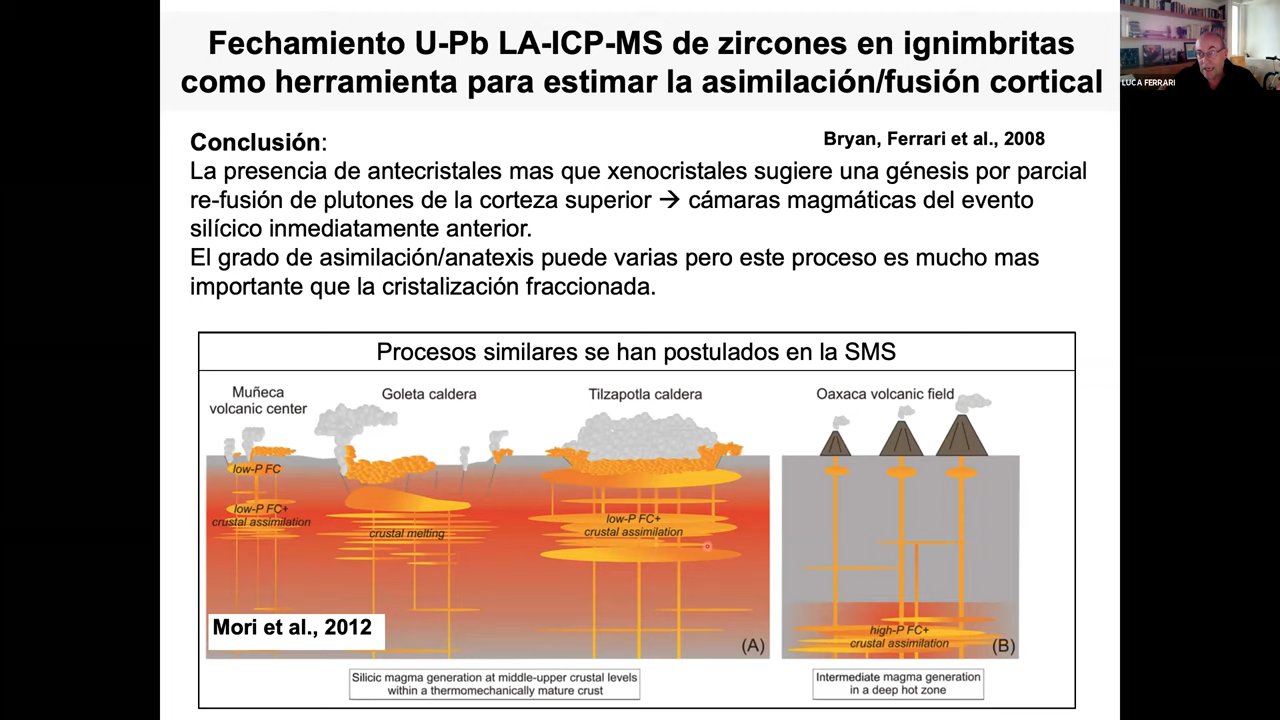 Fechamiento U-Pb LA-ICP-MS de zircones en ignimbritas
como herramienta para estimar la asimilación/fusión cortical
LUCA FERRARI
Conclusión:
Bryan, Ferrari et al., 2008
La presencia de antecristales mas que xenocristales sugiere una génesis por parcial
re-fusión de plutones de la corteza superior → cámaras magmáticas del evento
silícico inmediatamente anterior.
El grado de asimilación/anatexis puede varias pero este proceso es mucho mas
importante que la cristalización fraccionada.
Procesos similares se han postulados en la SMS
Muñeca
volcanic center
Goleta caldera
Tilzapotla caldera
Oaxaca volcanic field
low-P FC
low-P FC+
crustal assimilation
crustal melting
low-P FC+
crustal assimilation
high-P FC+
crustal assimilation
Mori et al., 2012
(A)
(B)
Silicic magma generation at middle-upper crustal levels
within a thermomechanically mature crust
Intermediate magma generation
in a deep hot zone